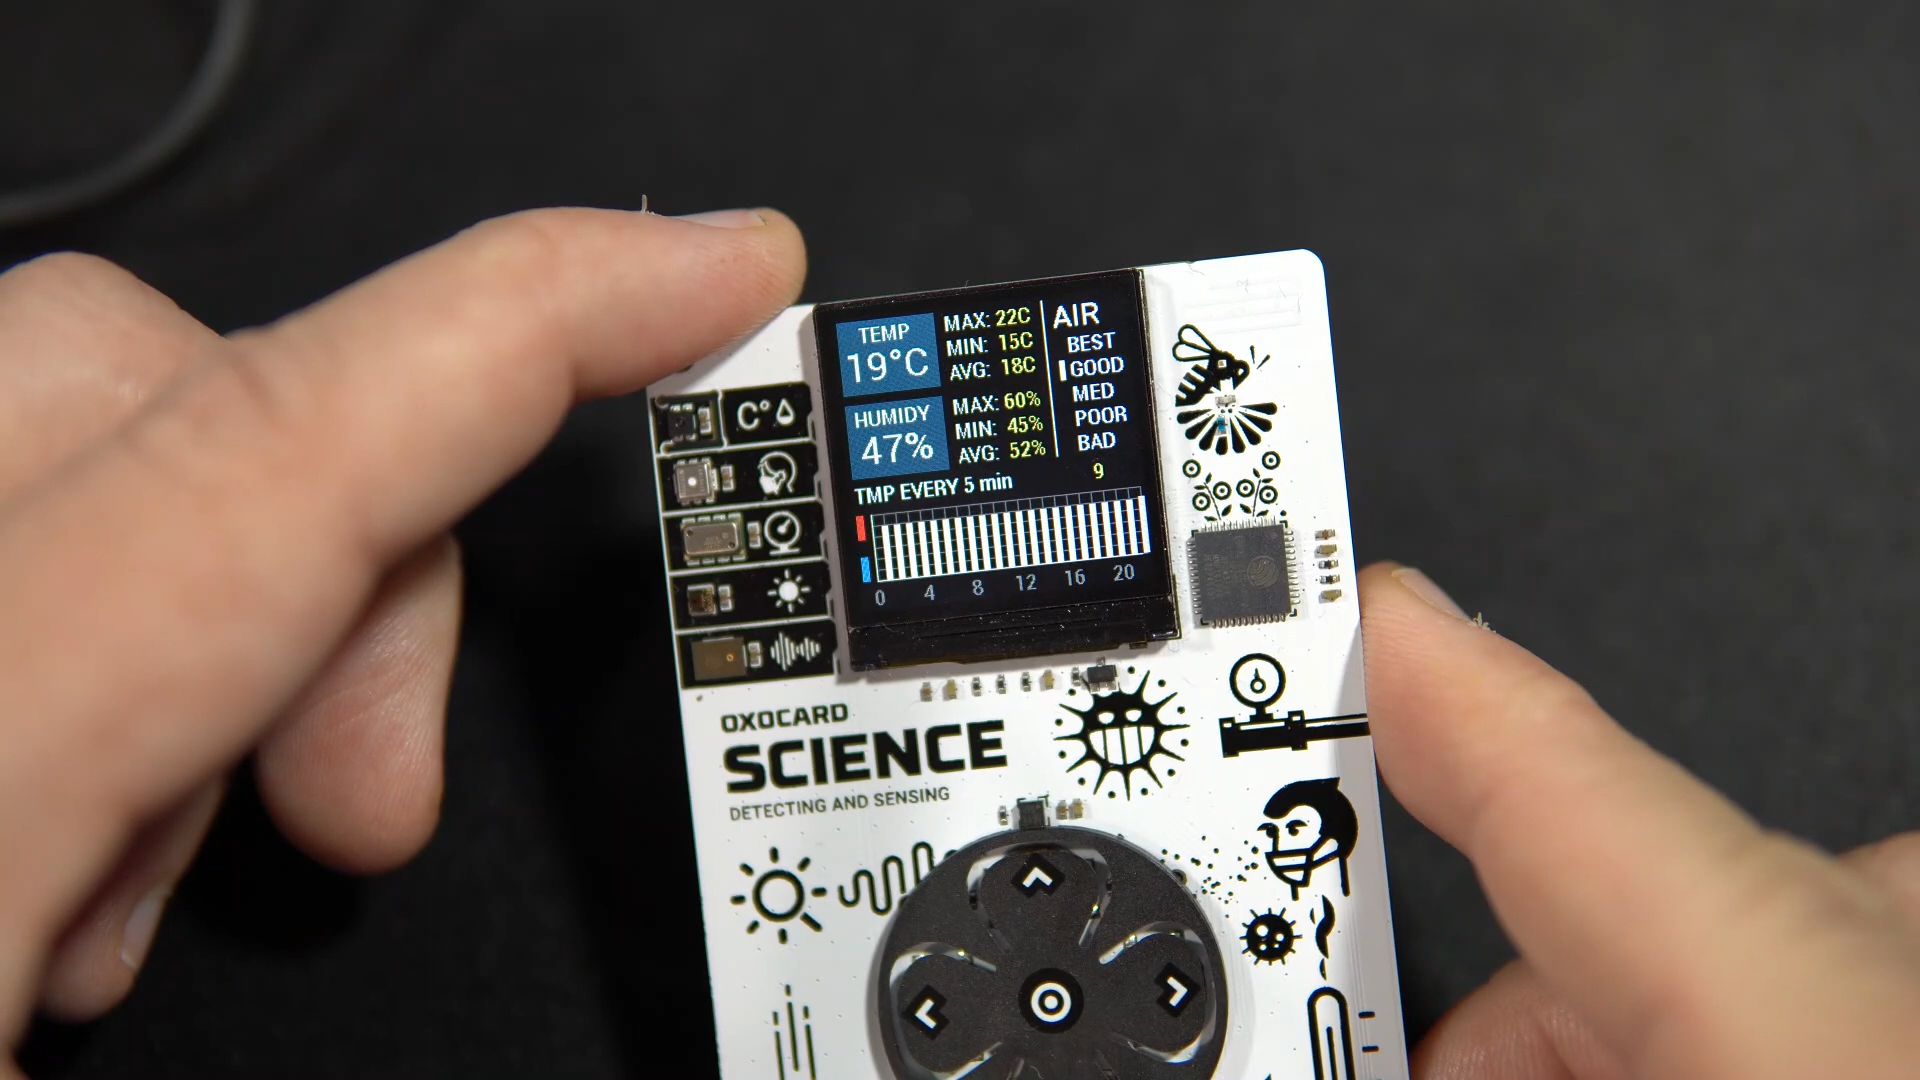 TEMP
19°C
MAX: 22C
MIN: 15C
AVG: 18C
HUMIDY
47%
MAX: 60%
MIN: 45%
AVG: 52%
AIR
BEST
GOOD
MED
POOR
BAD
9
TMP EVERY 5 min
0 4 8 12 16 20
C°
OXOCARD
SCIENCE
DETECTING AND SENSING